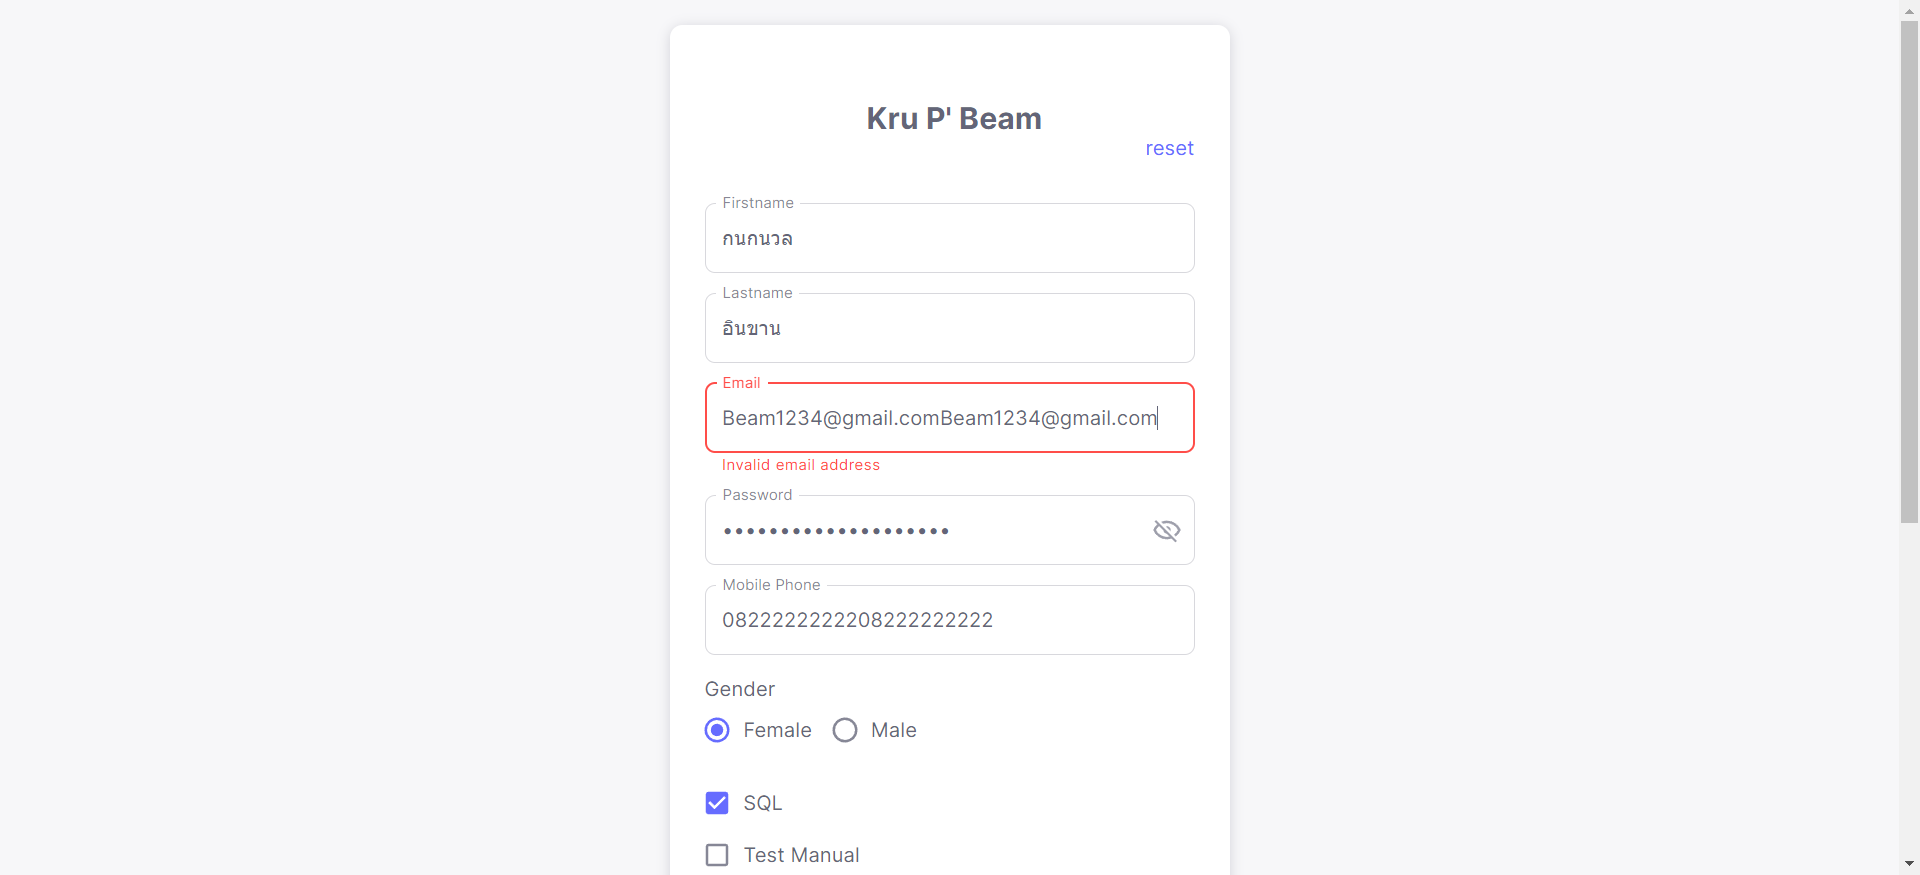 Kru P' Beam
reset
Firstname
กนกนวล
Lastname
อินขาน
Email
Beam1234@gmail.comBeam1234@gmail.com
Invalid email address
Password
••••••••••••••••••••
Mobile Phone
0822222222208222222222
Gender
Female Male
SQL
Test Manual